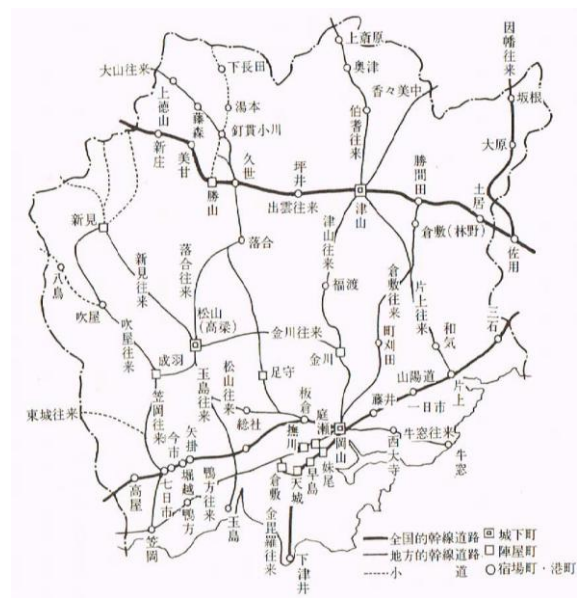 上斎原
奥津
下長田
大山往来
湯本
上徳山
藤森
釘貫小川
香々美中
伯耆往来
因幡往来
坂根
大原
新庄
美甘
勝山
久世
坪井
出雲往来
津山
勝間田
土居
倉敷(林野)
佐用
新見
新見往来
落合往来
落合
津山往来
福渡
倉敷往来
片上往来
八鳥
吹屋
吹屋往来
松山
(高梁)
金川往来
金川
町刈田
和気
三石
成羽
玉島往来
松山往来
足守
板倉
総社
庭瀬
撫川
岡山
藤井
山陽道
一日市
片上
東城往来
笠岡往来
今市
矢掛
堀越
七日市
高屋
鴨方往来
鴨方
笠岡
玉島
倉敷
天城
早島
妹尾
西大寺
牛窓往来
牛窓
金毘羅往来
下津井
全国的幹線道路
地方的幹線道路
小道
城下町
陣屋町
宿場町・港町